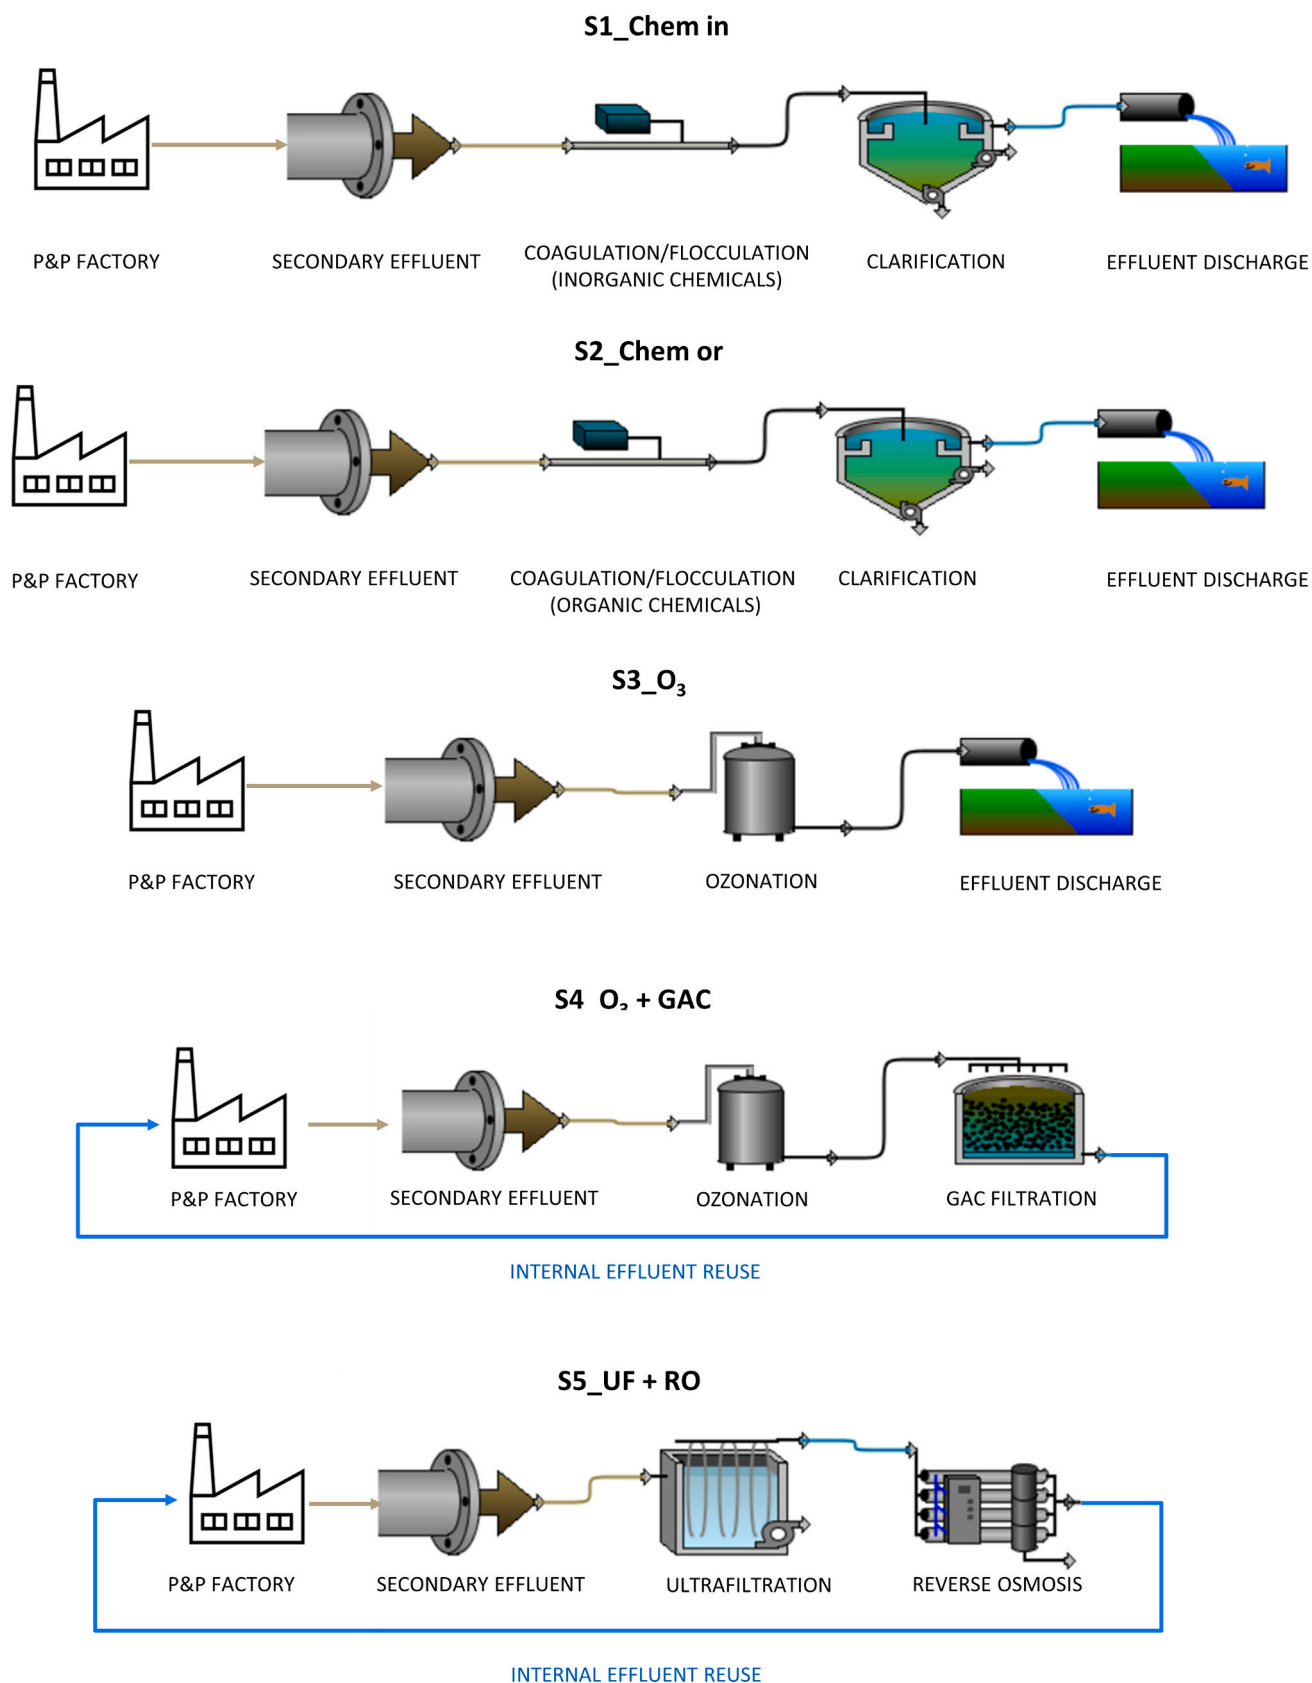 S1_Chem in
P&P FACTORY
SECONDARY EFFLUENT
COAGULATION/FLOCCULATION
(INORGANIC CHEMICALS)
CLARIFICATION
EFFLUENT DISCHARGE
S2_Chem or
P&P FACTORY
SECONDARY EFFLUENT
COAGULATION/FLOCCULATION
(ORGANIC CHEMICALS)
CLARIFICATION
EFFLUENT DISCHARGE
S3_O₃
P&P FACTORY
SECONDARY EFFLUENT
OZONATION
EFFLUENT DISCHARGE
S4 O₃ + GAC
P&P FACTORY
SECONDARY EFFLUENT
OZONATION
GAC FILTRATION
INTERNAL EFFLUENT REUSE
S5_UF + RO
P&P FACTORY
SECONDARY EFFLUENT
ULTRAFILTRATION
REVERSE OSMOSIS
INTERNAL EFFLUENT REUSE